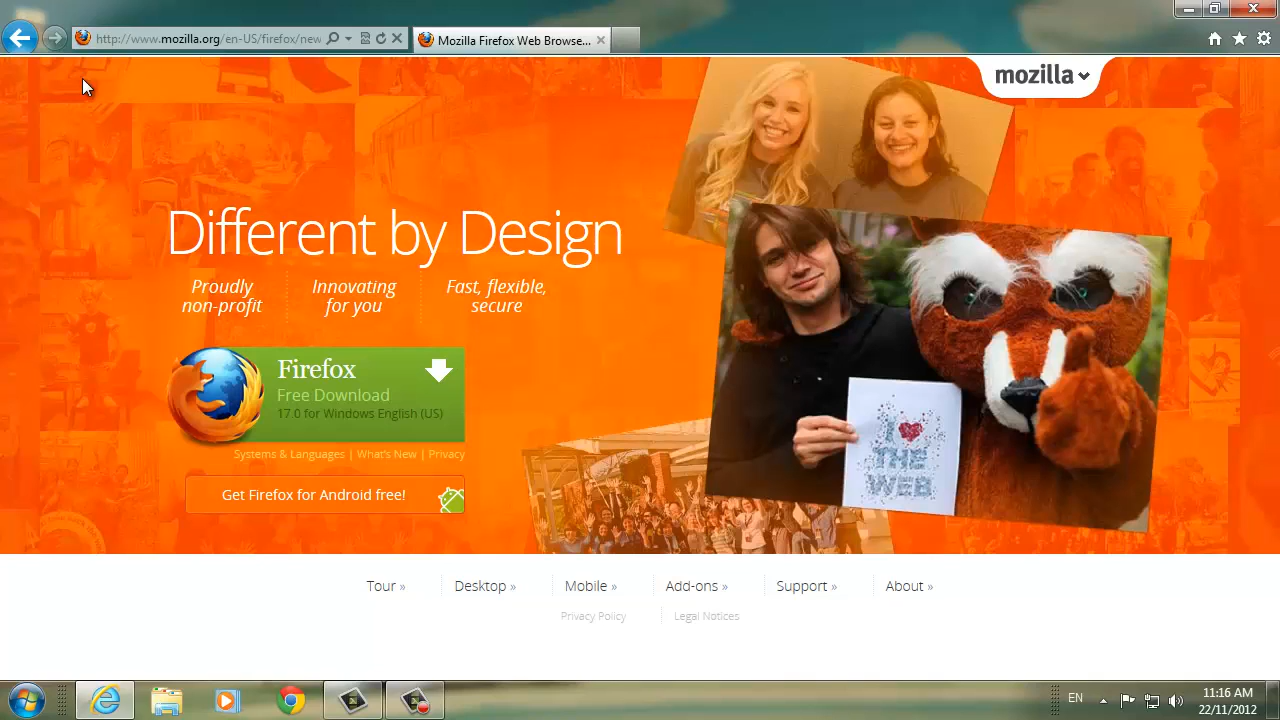 http://www.mozilla.org/en-US/firefox/new
Mozilla Firefox Web Browse...
mozilla
Different by Design
Proudly
non-profit
Innovating
for you
Fast, flexible,
secure
Firefox
Free Download
17.0 for Windows English (US)
Systems & Languages | What's New | Privacy
Get Firefox for Android free!
I
THE
WEB
Tour »
Desktop »
Mobile »
Add-ons »
Support »
About »
Privacy Policy
Legal Notices
EN
11:16 AM
22/11/2012